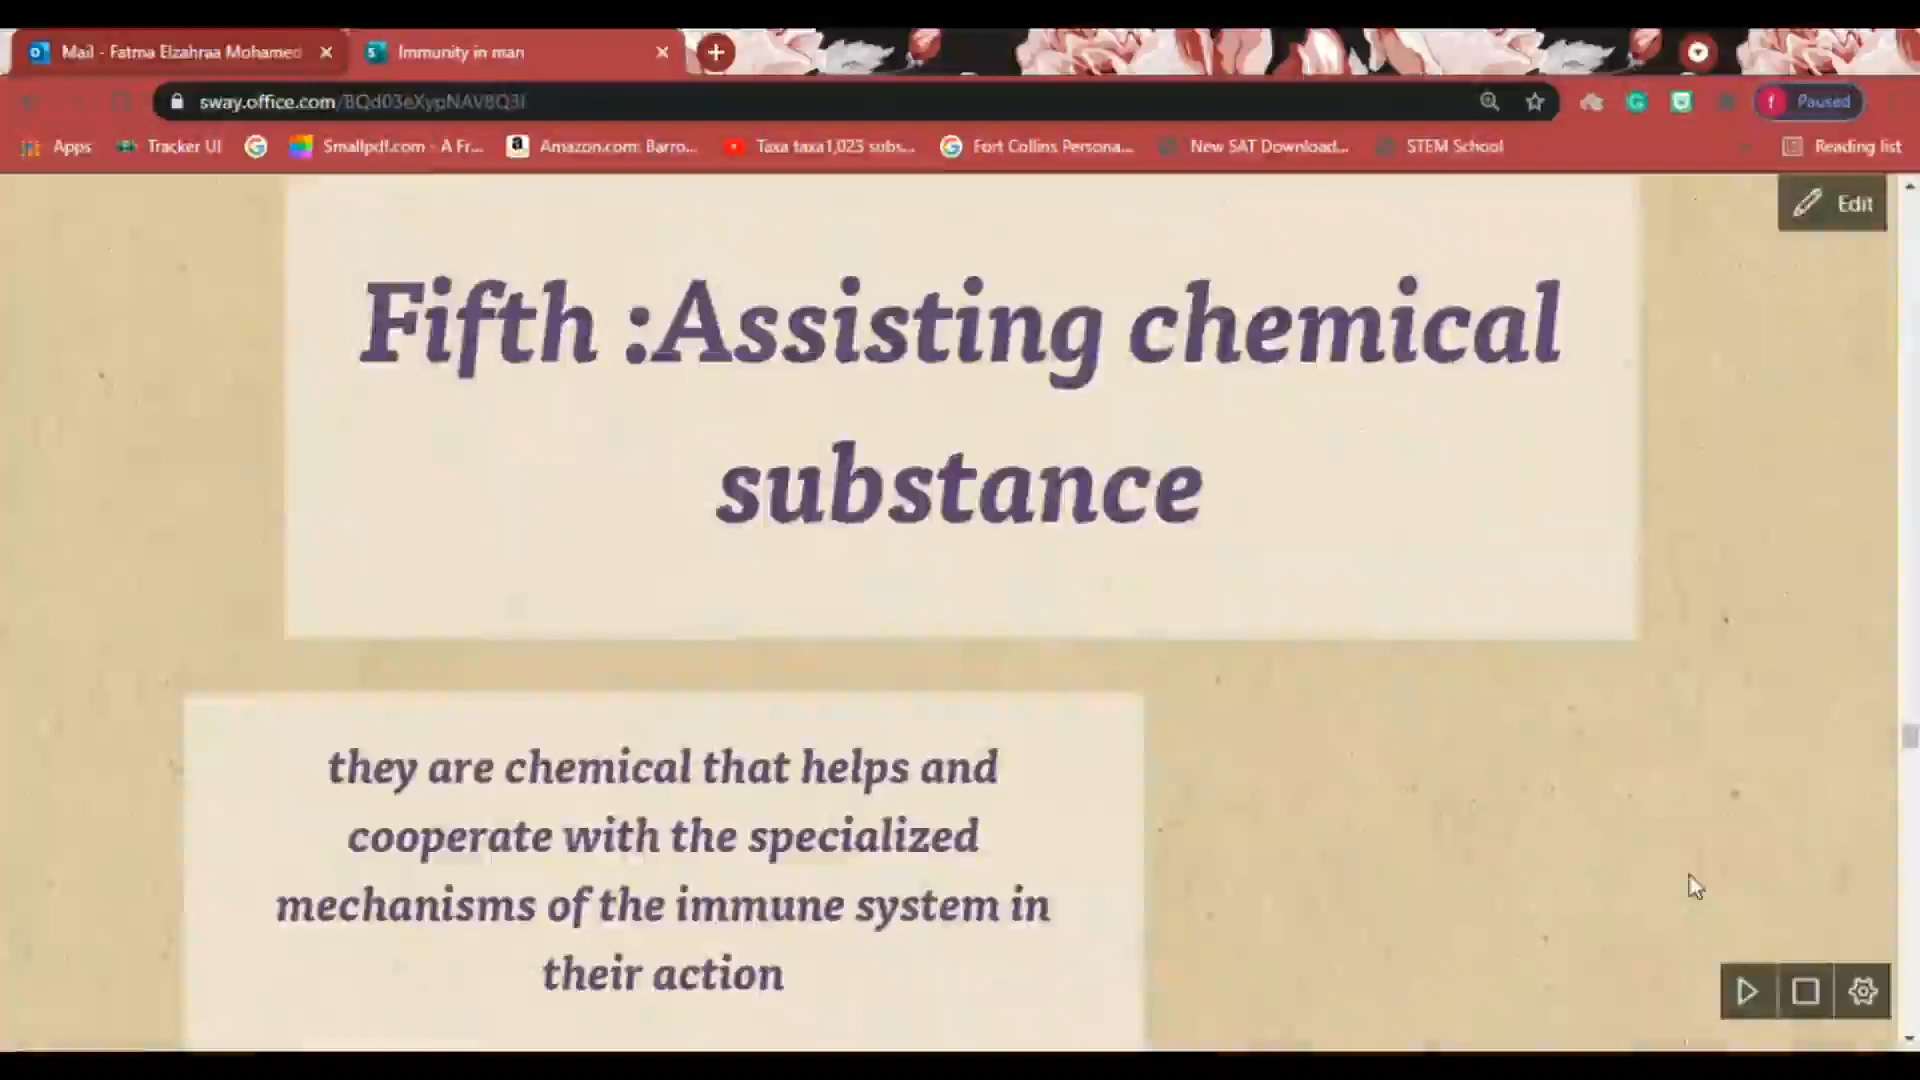 Mail - Fatma Elzahraa Mohamed
Immunity in man
sway.office.com/BQd03eXypNAV8Q3I
Paused
Apps
Tracker UI
Smallpdf.com - A Fr...
Amazon.com: Barro...
Taxa taxa1,023 subs...
Fort Collins Persona...
New SAT Download...
STEM School
Reading list
Edit
Fifth :Assisting chemical
substance
they are chemical that helps and
cooperate with the specialized
mechanisms of the immune system in
their action